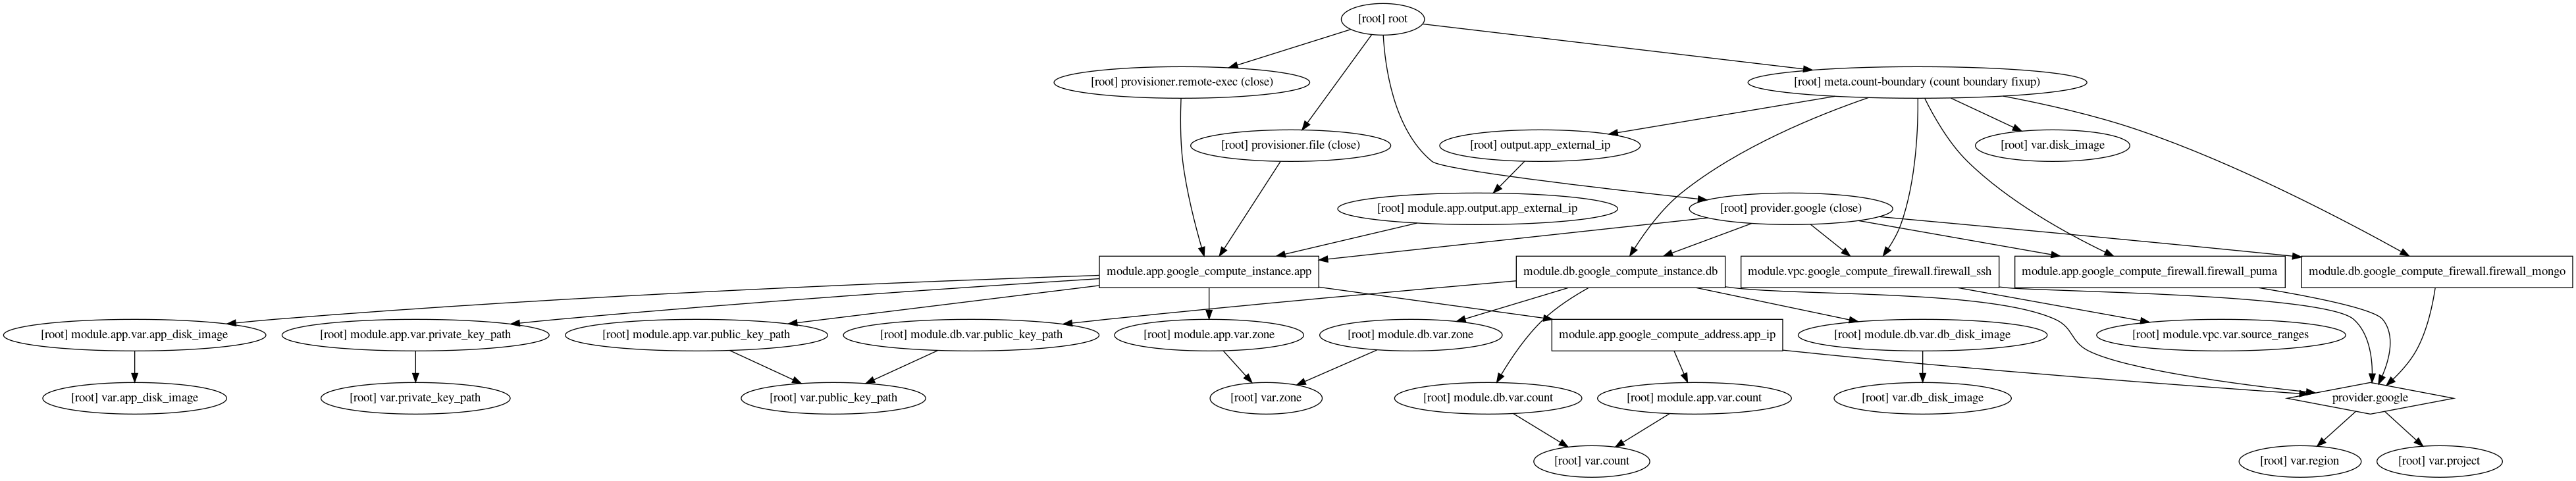 [root] root
[root] provisioner.remote-exec (close)
[root] meta.count-boundary (count boundary fixup)
[root] provisioner.file (close)
[root] output.app_external_ip
[root] var.disk_image
[root] module.app.output.app_external_ip
[root] provider.google (close)
module.app.google_compute_instance.app
module.db.google_compute_instance.db
module.vpc.google_compute_firewall.firewall_ssh
module.app.google_compute_firewall.firewall_puma
module.db.google_compute_firewall.firewall_mongo
[root] module.app.var.app_disk_image
[root] module.app.var.private_key_path
[root] module.app.var.public_key_path
[root] module.db.var.public_key_path
[root] module.app.var.zone
[root] module.db.var.zone
module.app.google_compute_address.app_ip
[root] module.db.var.db_disk_image
[root] module.vpc.var.source_ranges
[root] var.app_disk_image
[root] var.private_key_path
[root] var.public_key_path
[root] var.zone
[root] module.db.var.count
[root] module.app.var.count
[root] var.db_disk_image
provider.google
[root] var.count
[root] var.region
[root] var.project